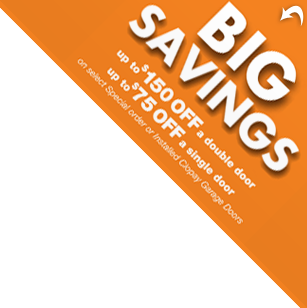 BIG
SAVINGS
up to $150 OFF a double door
up to $75 OFF a single door
on select Special order or Installed Clopay Garage Doors